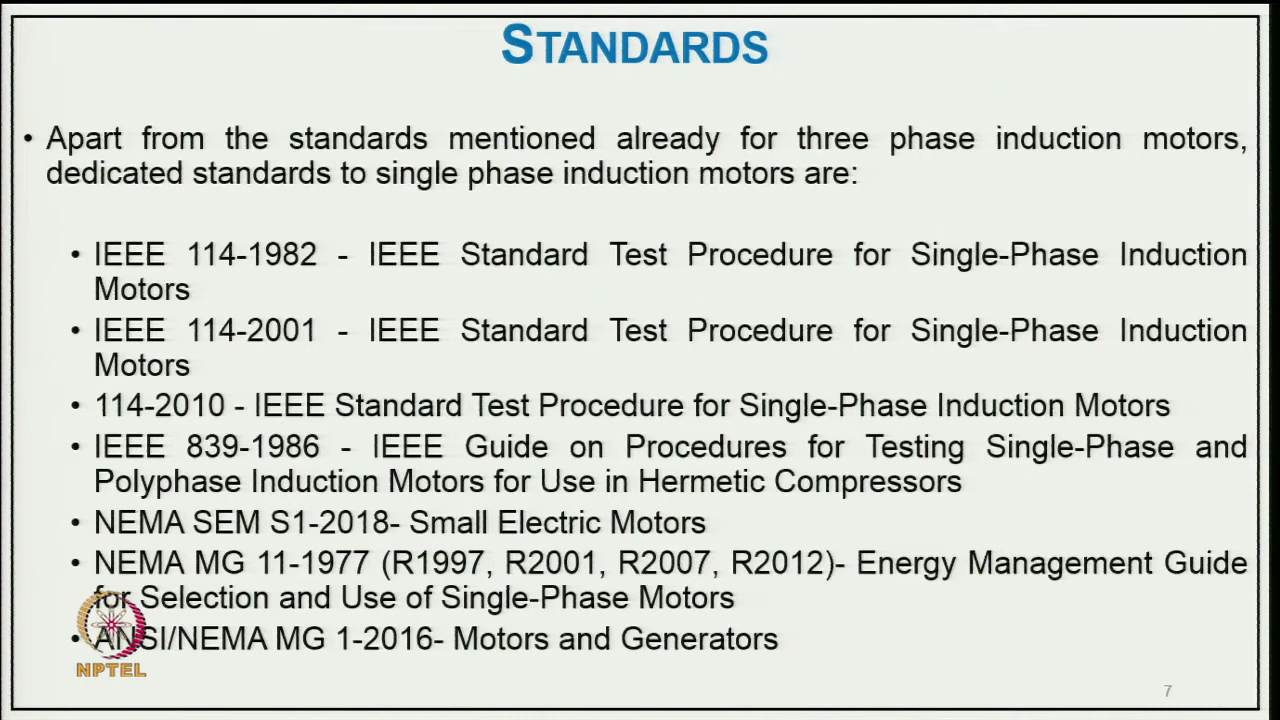 STANDARDS
• Apart from the standards mentioned already for three phase induction motors,
dedicated standards to single phase induction motors are:
• IEEE 114-1982 - IEEE Standard Test Procedure for Single-Phase Induction
Motors
• IEEE 114-2001 - IEEE Standard Test Procedure for Single-Phase Induction
Motors
• 114-2010 - IEEE Standard Test Procedure for Single-Phase Induction Motors
• IEEE 839-1986 - IEEE Guide on Procedures for Testing Single-Phase and
Polyphase Induction Motors for Use in Hermetic Compressors
• NEMA SEM S1-2018- Small Electric Motors
• NEMA MG 11-1977 (R1997, R2001, R2007, R2012)- Energy Management Guide
for Selection and Use of Single-Phase Motors
• ANSI/NEMA MG 1-2016- Motors and Generators
NPTEL
7